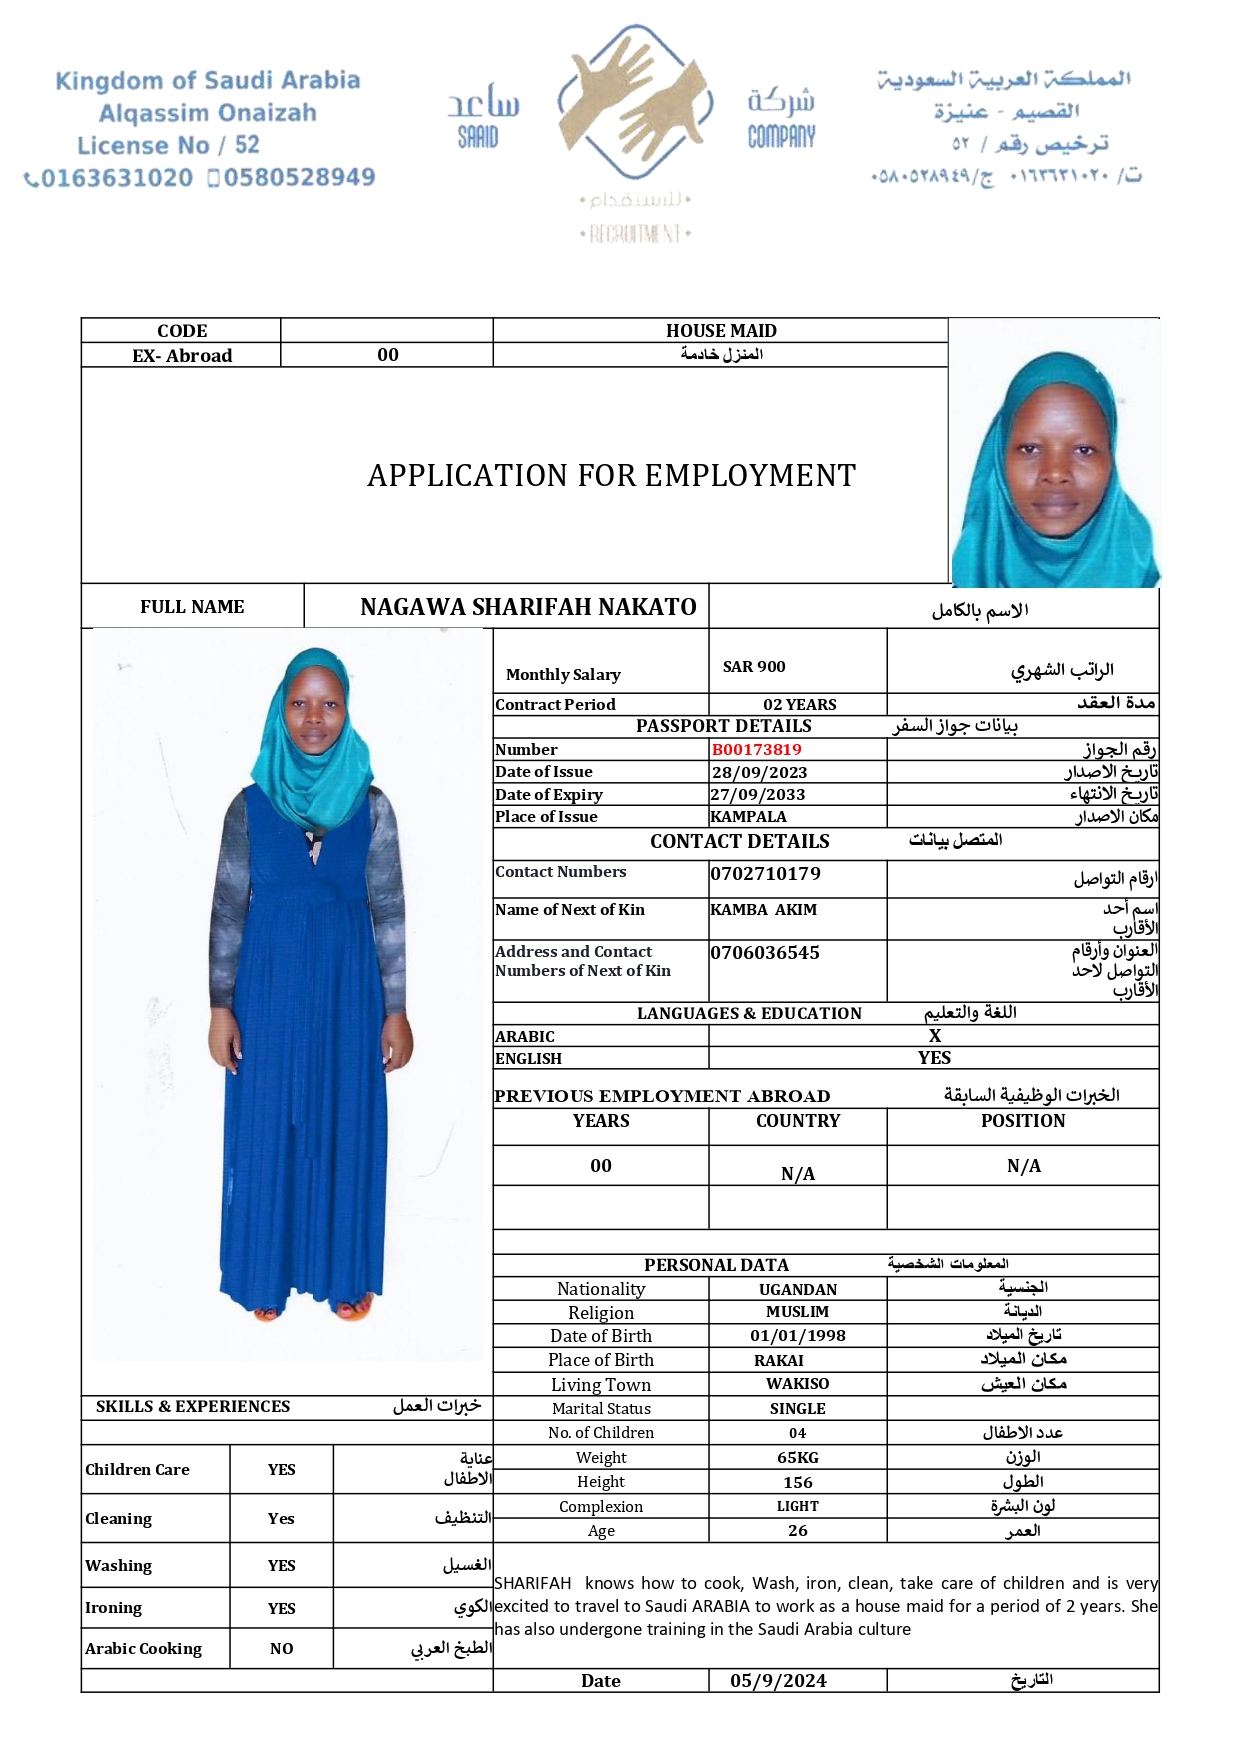 Kingdom of Saudi Arabia
Alqassim Onaizah
License No / 52
0163631020 0580528949
ساعد
SAAID
شركة
COMPANY
•للاستقدام•
•RECRUITMENT•
المملكة العربية السعودية
القصيم - عنيزة
ترخيص رقم / ٥٢
ت/ ٠١٦٣٦٣١٠٢٠ ج/٠٥٨٠٥٢٨٩٤٩
CODE HOUSE MAID
EX- Abroad 00 المنزل خادمة
APPLICATION FOR EMPLOYMENT
FULL NAME NAGAWA SHARIFAH NAKATO الاسم بالكامل
Monthly Salary SAR 900 الراتب الشهري
Contract Period 02 YEARS مدة العقد
PASSPORT DETAILS بيانات جواز السفر
Number B00173819 رقم الجواز
Date of Issue 28/09/2023 تاريخ الاصدار
Date of Expiry 27/09/2033 تاريخ الانتهاء
Place of Issue KAMPALA مكان الاصدار
CONTACT DETAILS المتصل بيانات
Contact Numbers 0702710179 ارقام التواصل
Name of Next of Kin KAMBA AKIM اسم أحد
الأقارب
Address and Contact 0706036545 العنوان وأرقام
Numbers of Next of Kin التواصل لاحد
الأقارب
LANGUAGES & EDUCATION اللغة والتعليم
ARABIC X
ENGLISH YES
PREVIOUS EMPLOYMENT ABROAD الخبرات الوظيفية السابقة
YEARS COUNTRY POSITION
00 N/A N/A
PERSONAL DATA المعلومات الشخصية
Nationality UGANDAN الجنسية
Religion MUSLIM الديانة
Date of Birth 01/01/1998 تاريخ الميلاد
Place of Birth RAKAI مكان الميلاد
Living Town WAKISO مكان العيش
Marital Status SINGLE
No. of Children 04 عدد الاطفال
Weight 65KG الوزن
Height 156 الطول
Complexion LIGHT لون البشرة
Age 26 العمر
SKILLS & EXPERIENCES خبرات العمل
Children Care YES عناية
الاطفال
Cleaning Yes التنظيف
Washing YES الغسيل
Ironing YES الكوي
Arabic Cooking NO الطبخ العربي
SHARIFAH knows how to cook, Wash, iron, clean, take care of children and is very
excited to travel to Saudi ARABIA to work as a house maid for a period of 2 years. She
has also undergone training in the Saudi Arabia culture
Date 05/9/2024 التاريخ